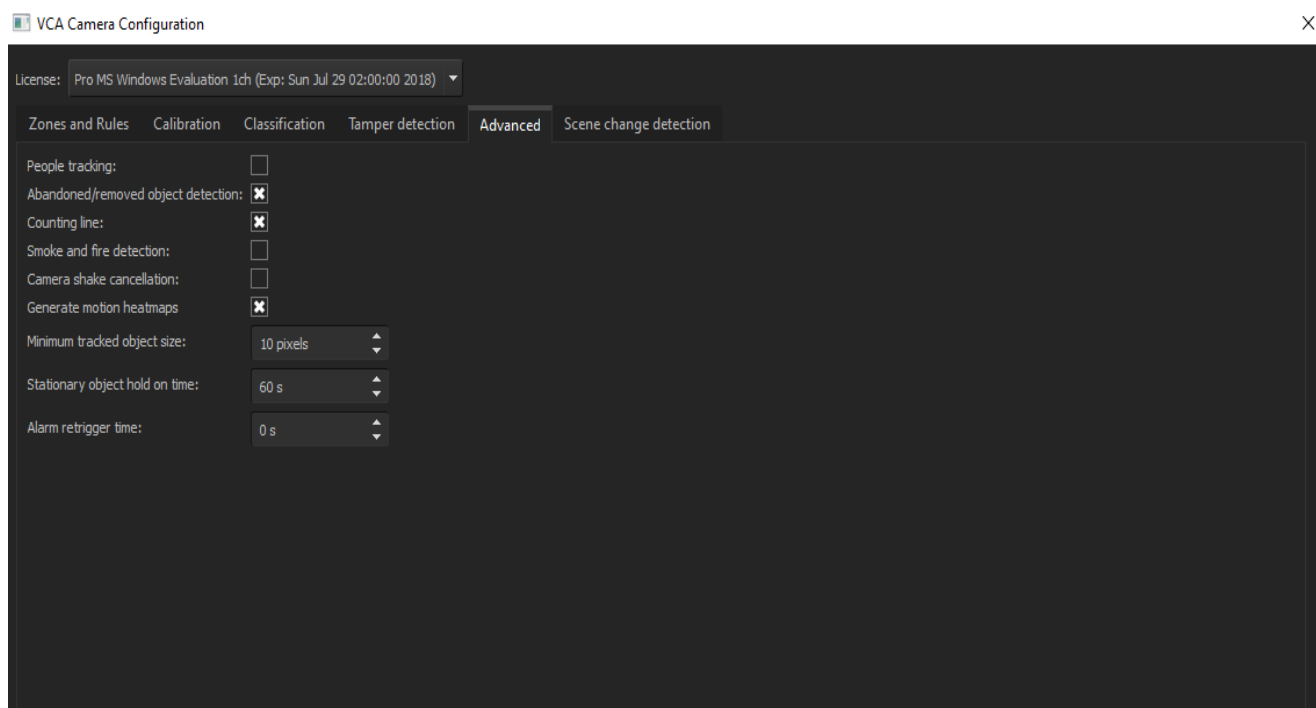 VCA Camera Configuration
License: Pro MS Windows Evaluation 1ch (Exp: Sun Jul 29 02:00:00 2018)
Zones and Rules Calibration Classification Tamper detection Advanced Scene change detection
People tracking:
Abandoned/removed object detection:
Counting line:
Smoke and fire detection:
Camera shake cancellation:
Generate motion heatmaps
Minimum tracked object size: 10 pixels
Stationary object hold on time: 60 s
Alarm retrigger time: 0 s